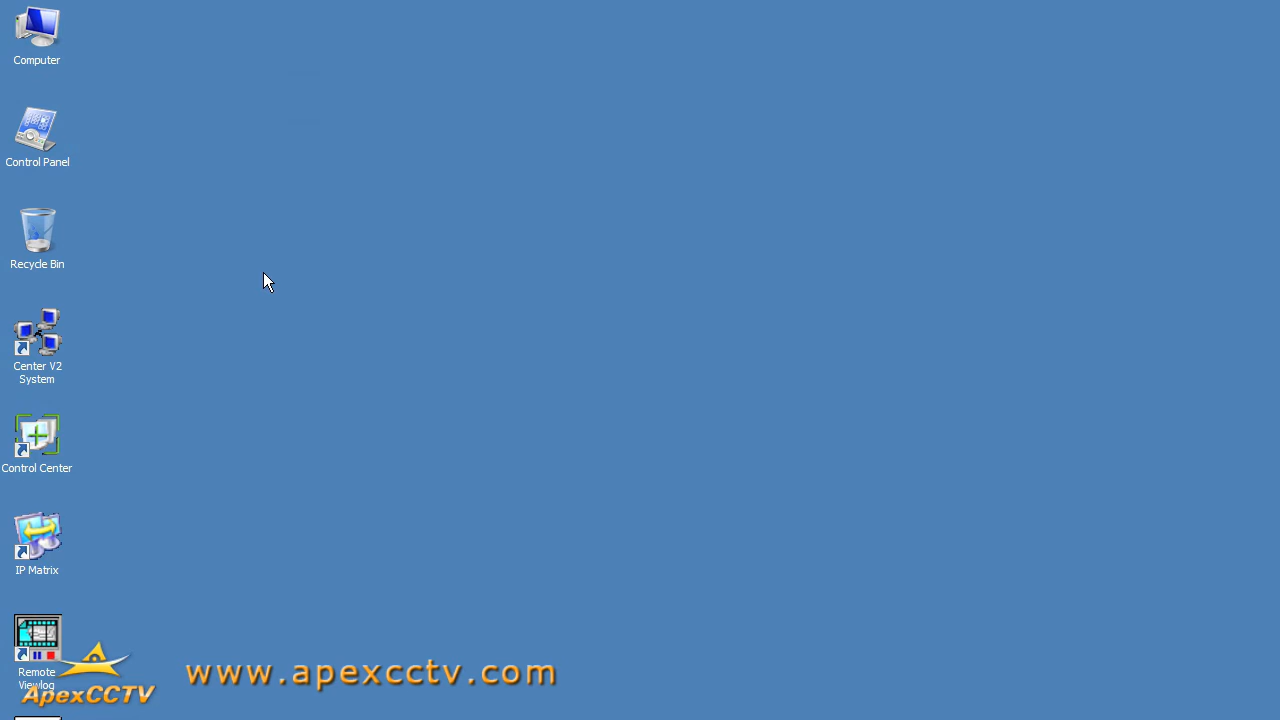 Computer
Control Panel
Recycle Bin
Center V2
System
Control Center
IP Matrix
Remote
Viewlog
ApexCCTV
www.apexcctv.com